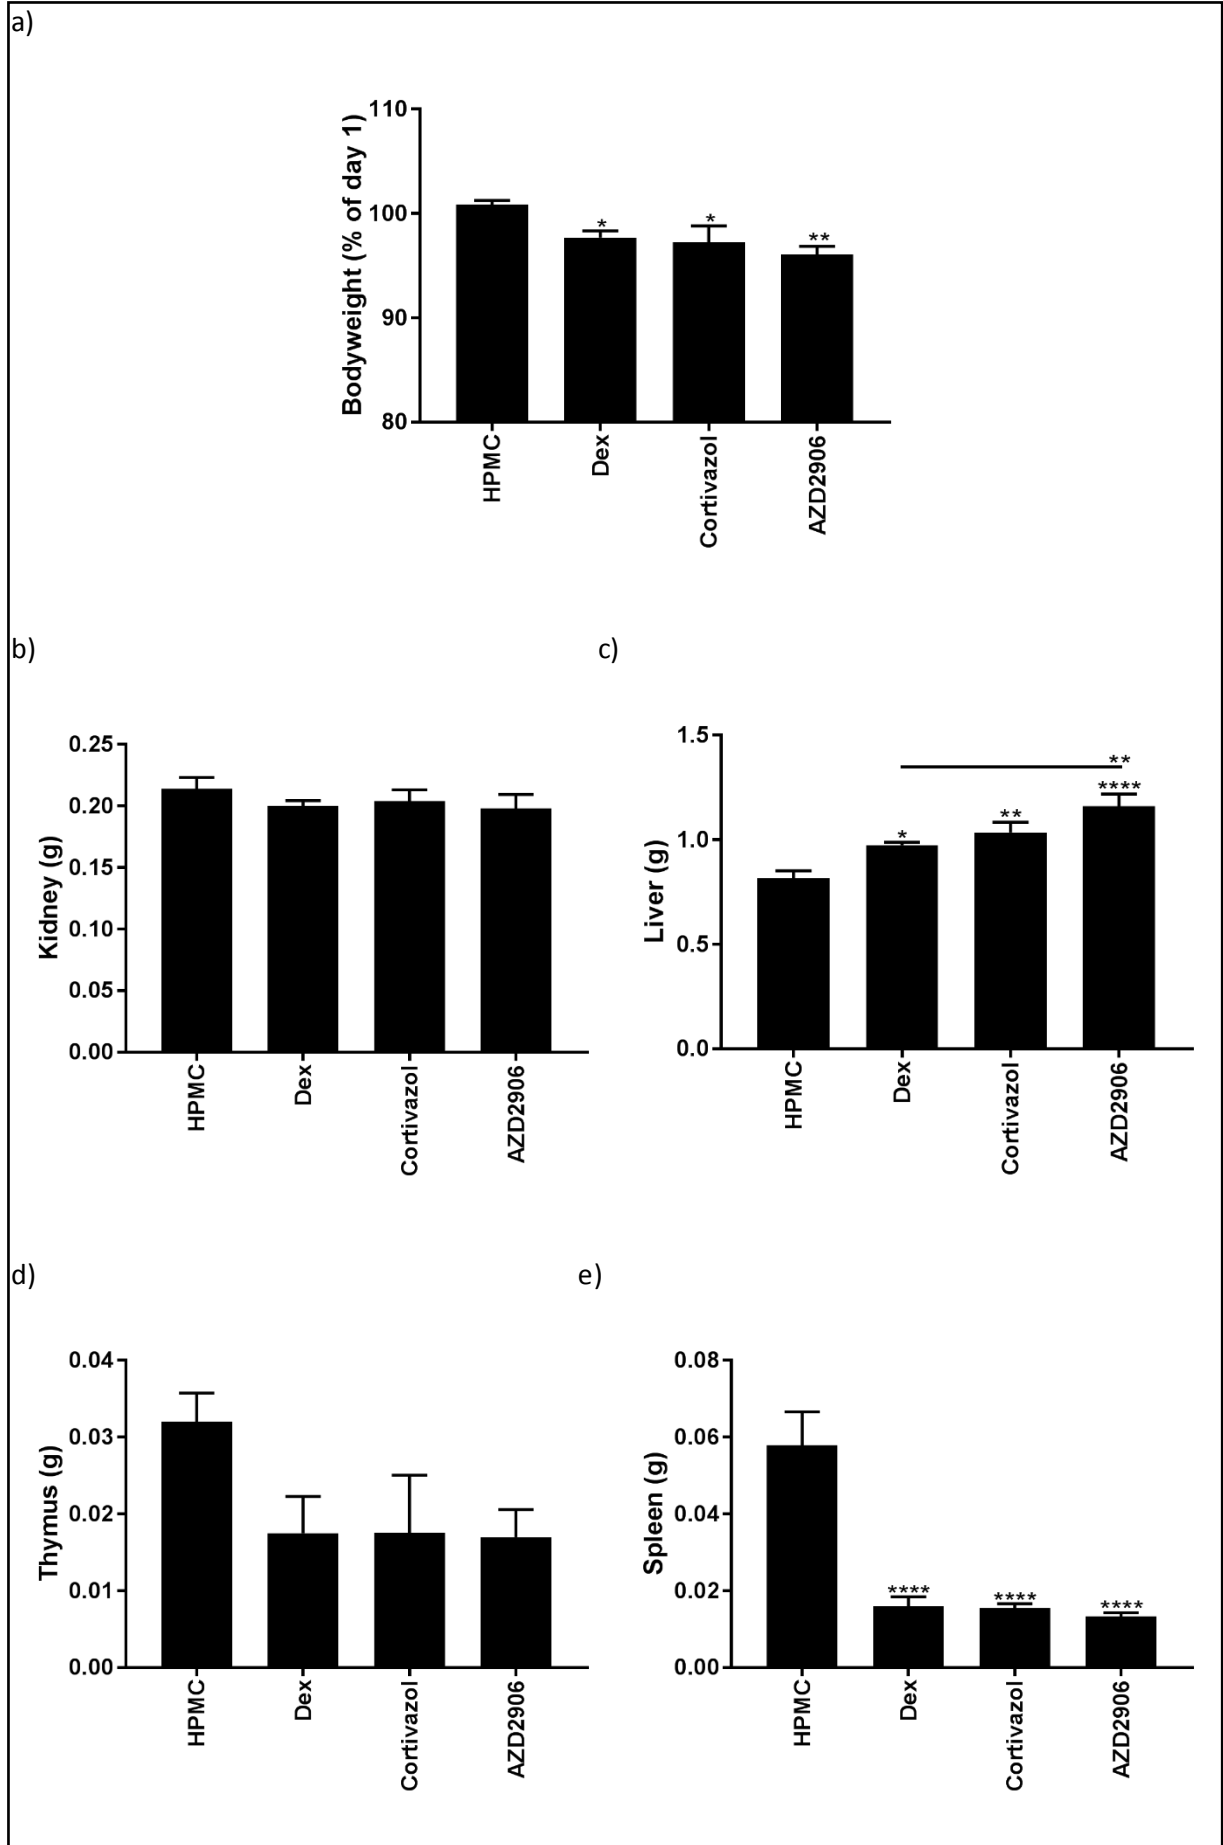 a)
Bodyweight (% of day 1)
110
100
90
80
*
*
**
HPMC
Dex
Cortivazol
AZD2906
b)
Kidney (g)
0.25
0.20
0.15
0.10
0.05
0.00
HPMC
Dex
Cortivazol
AZD2906
c)
Liver (g)
1.5
1.0
0.5
0.0
**
****
**
*
HPMC
Dex
Cortivazol
AZD2906
d)
Thymus (g)
0.04
0.03
0.02
0.01
0.00
HPMC
Dex
Cortivazol
AZD2906
e)
Spleen (g)
0.08
0.06
0.04
0.02
0.00
****
****
****
HPMC
Dex
Cortivazol
AZD2906